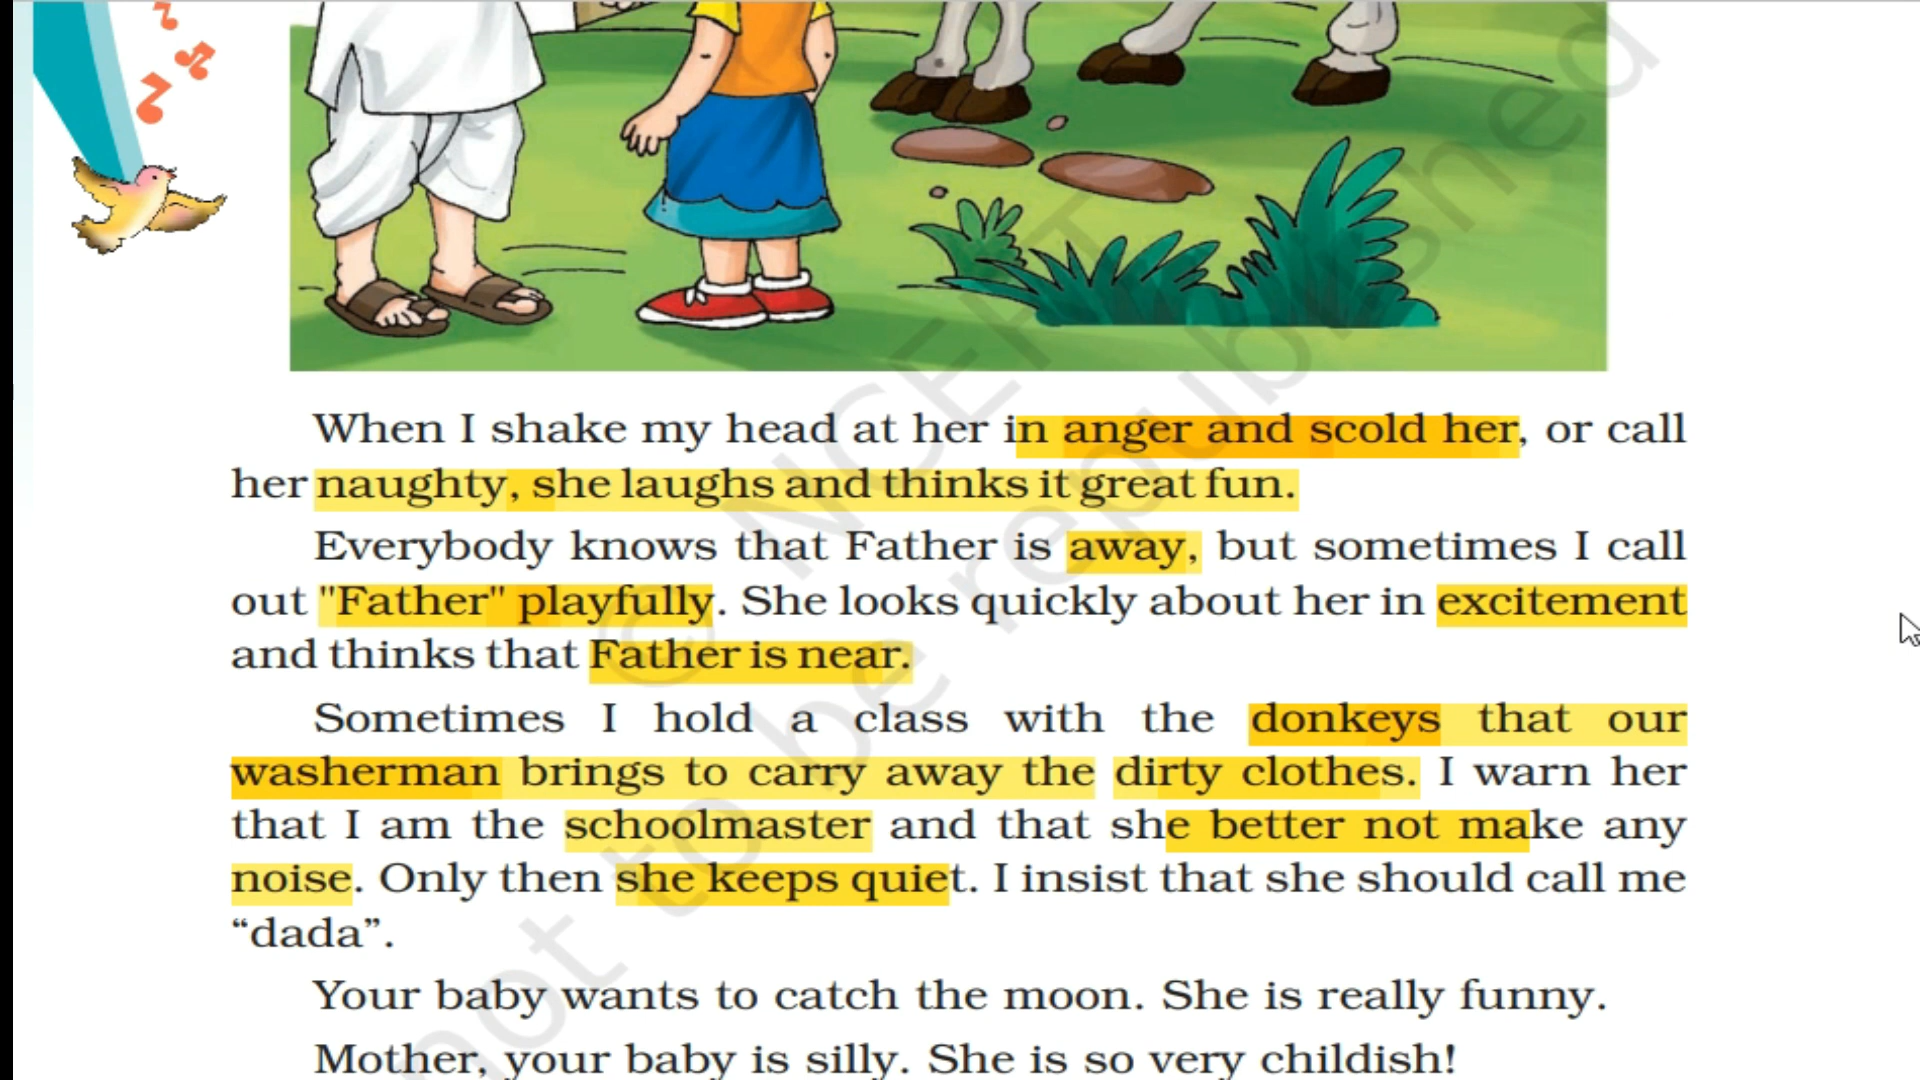 When I shake my head at her in anger and scold her, or call
her naughty, she laughs and thinks it great fun.
Everybody knows that Father is away, but sometimes I call
out "Father" playfully. She looks quickly about her in excitement
and thinks that Father is near.
Sometimes I hold a class with the donkeys that our
washerman brings to carry away the dirty clothes. I warn her
that I am the schoolmaster and that she better not make any
noise. Only then she keeps quiet. I insist that she should call me
“dada”.
Your baby wants to catch the moon. She is really funny.
Mother, your baby is silly. She is so very childish!
© NCERT
not to be republished